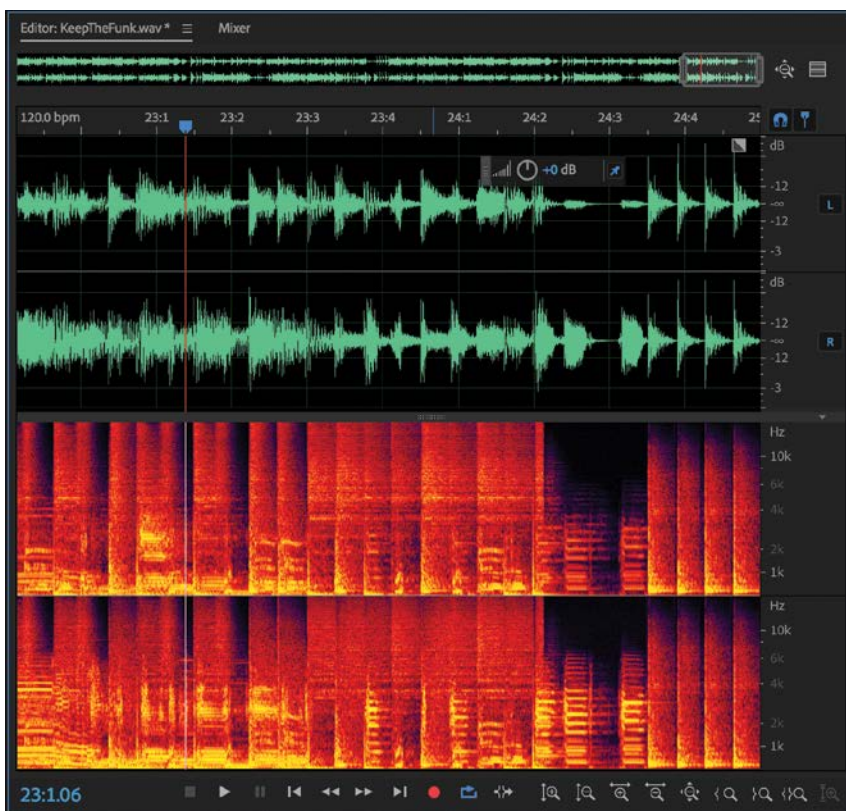 Editor: KeepTheFunk.wav * Mixer
120.0 bpm 23:1 23:2 23:3 23:4 24:1 24:2 24:3 24:4 25
dB
+0 dB
-12
-∞ L
-12
-3
dB
-12
-∞ R
-12
-3
Hz
10k
6k
4k
2k
1k
Hz
10k
6k
4k
2k
1k
23:1.06